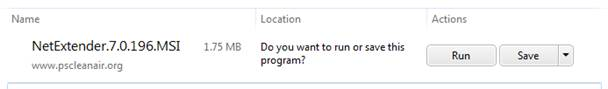 Name Location Actions
NetExtender.7.0.196.MSI 1.75 MB Do you want to run or save this program? Run Save
www.pscleanair.org